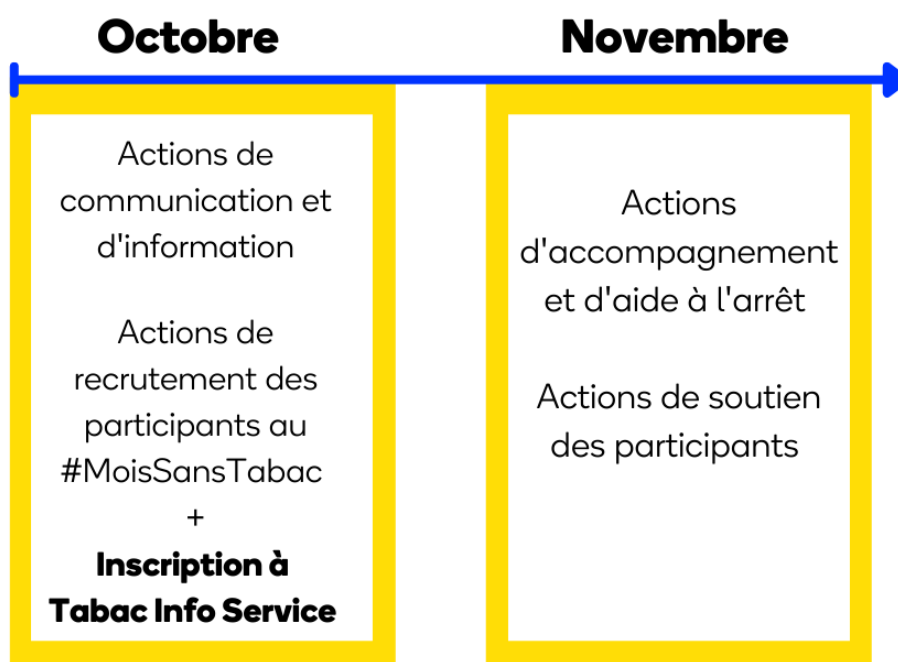 Octobre
Novembre
Actions de
communication et
d'information
Actions de
recrutement des
participants au
#MoisSansTabac
+
Inscription à
Tabac Info Service
Actions
d'accompagnement
et d'aide à l'arrêt
Actions de soutien
des participants